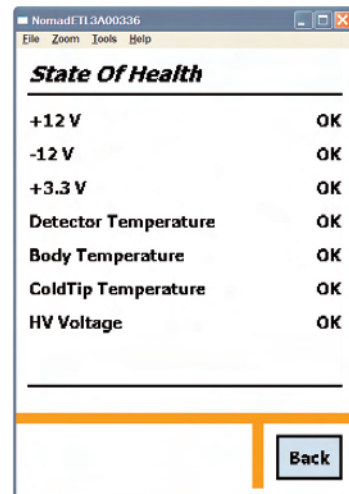 NomadETL3A00336
File Zoom Tools Help
State Of Health
+12 V OK
-12 V OK
+3.3 V OK
Detector Temperature OK
Body Temperature OK
ColdTip Temperature OK
HV Voltage OK
Back